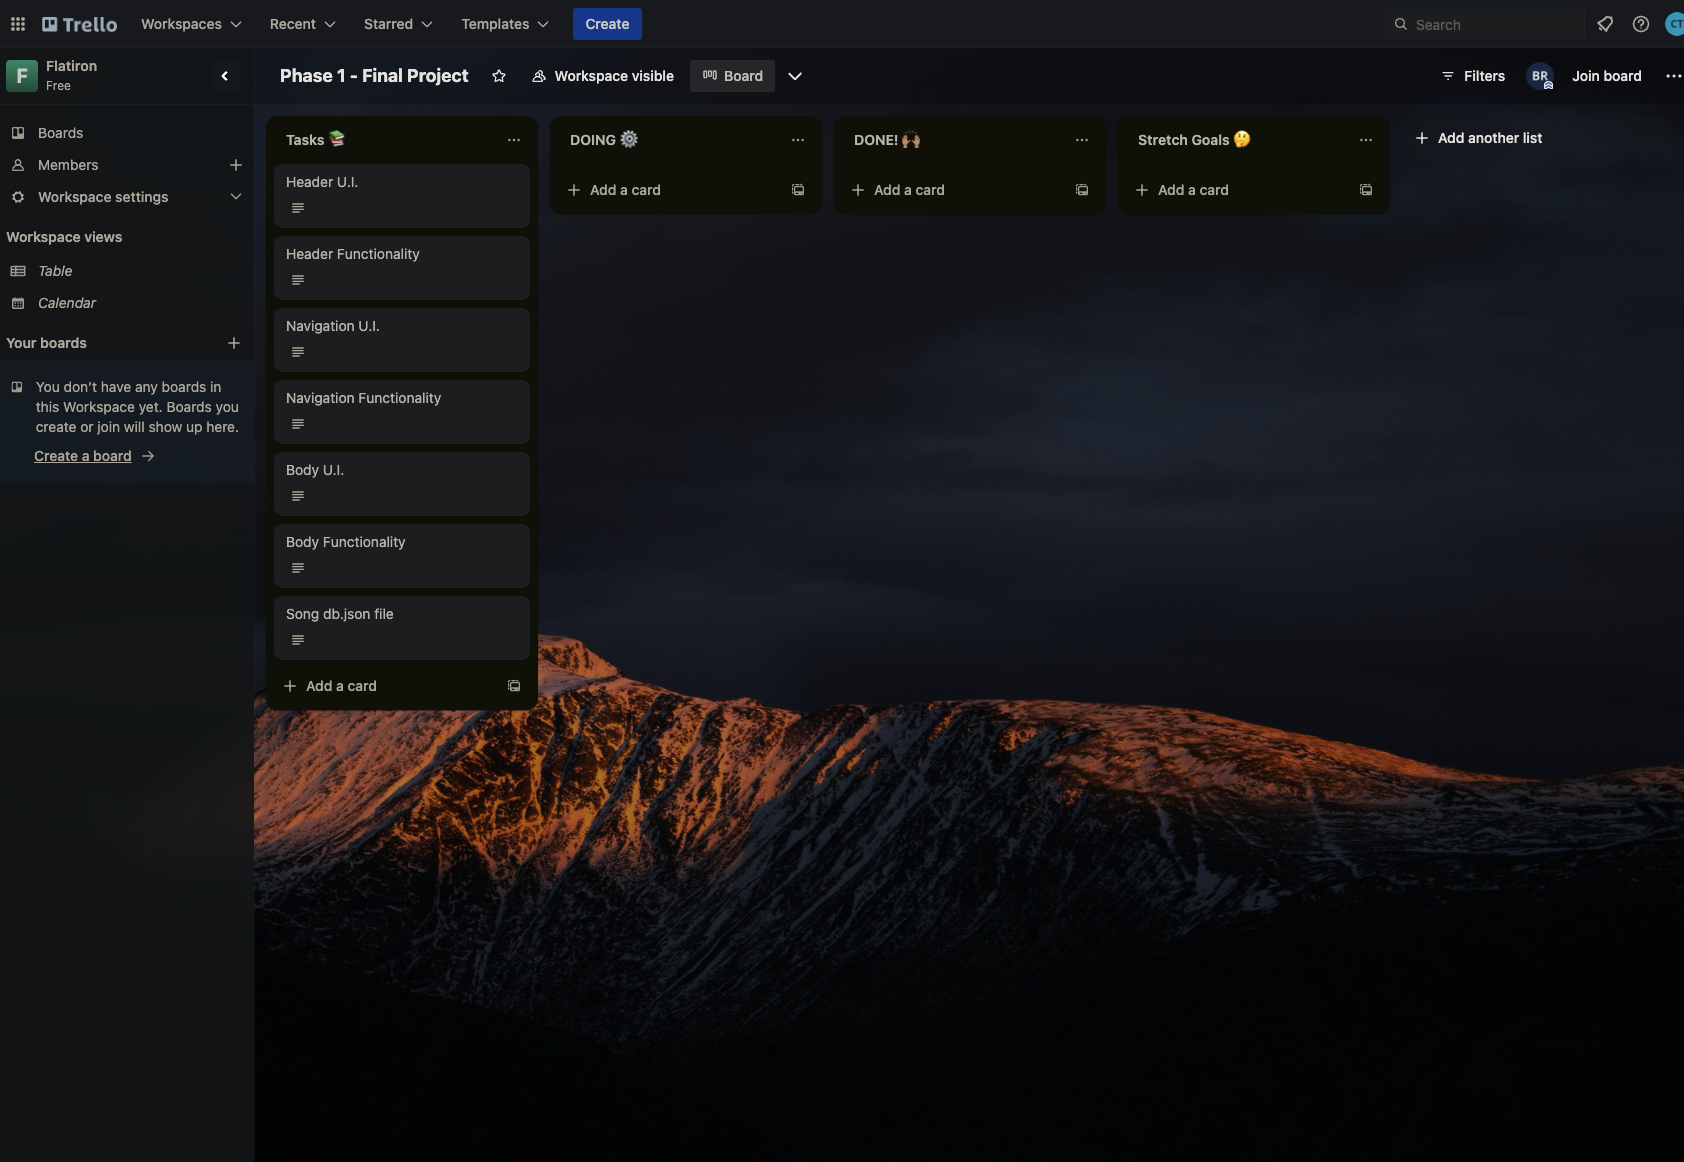 Trello
Workspaces
Recent
Starred
Templates
Create
Search
CT
F
Flatiron
Free
Phase 1 - Final Project
Workspace visible
Board
Filters
BR
Join board
Boards
Members
Workspace settings
Workspace views
Table
Calendar
Your boards
You don't have any boards in
this Workspace yet. Boards you
create or join will show up here.
Create a board
Tasks 📚
Header U.I.
Header Functionality
Navigation U.I.
Navigation Functionality
Body U.I.
Body Functionality
Song db.json file
Add a card
DOING ⚙️
Add a card
DONE! 🙌🏾
Add a card
Stretch Goals 🤔
Add a card
Add another list